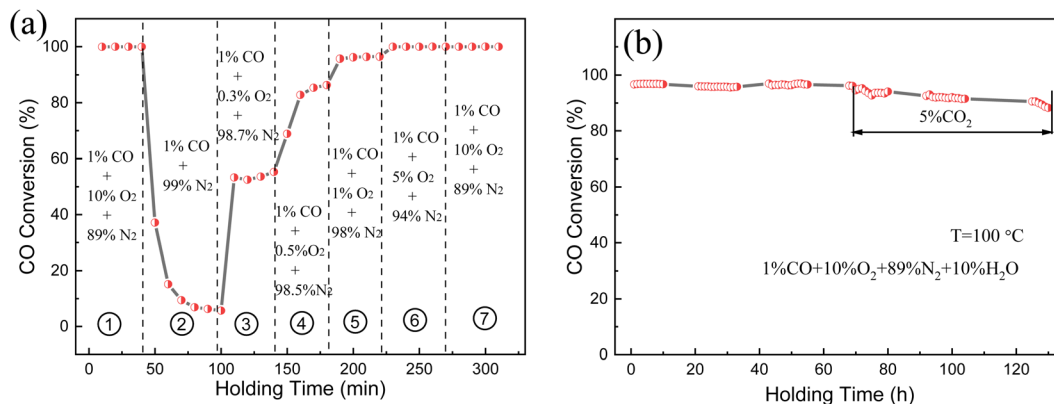 (a)
CO Conversion (%)
100
80
60
40
20
0
1% CO
+
10% O2
+
89% N2
1% CO
+
99% N2
1% CO
+
0.3% O2
+
98.7% N2
1% CO
+
0.5%O2
+
98.5%N2
1% CO
+
1% O2
+
98% N2
1% CO
+
5% O2
+
94% N2
1% CO
+
10% O2
+
89% N2
① ② ③ ④ ⑤ ⑥ ⑦
0 50 100 150 200 250 300
Holding Time (min)
(b)
CO Conversion (%)
120
100
80
60
40
20
0
5%CO2
T=100 °C
1%CO+10%O2+89%N2+10%H2O
0 20 40 60 80 100 120
Holding Time (h)